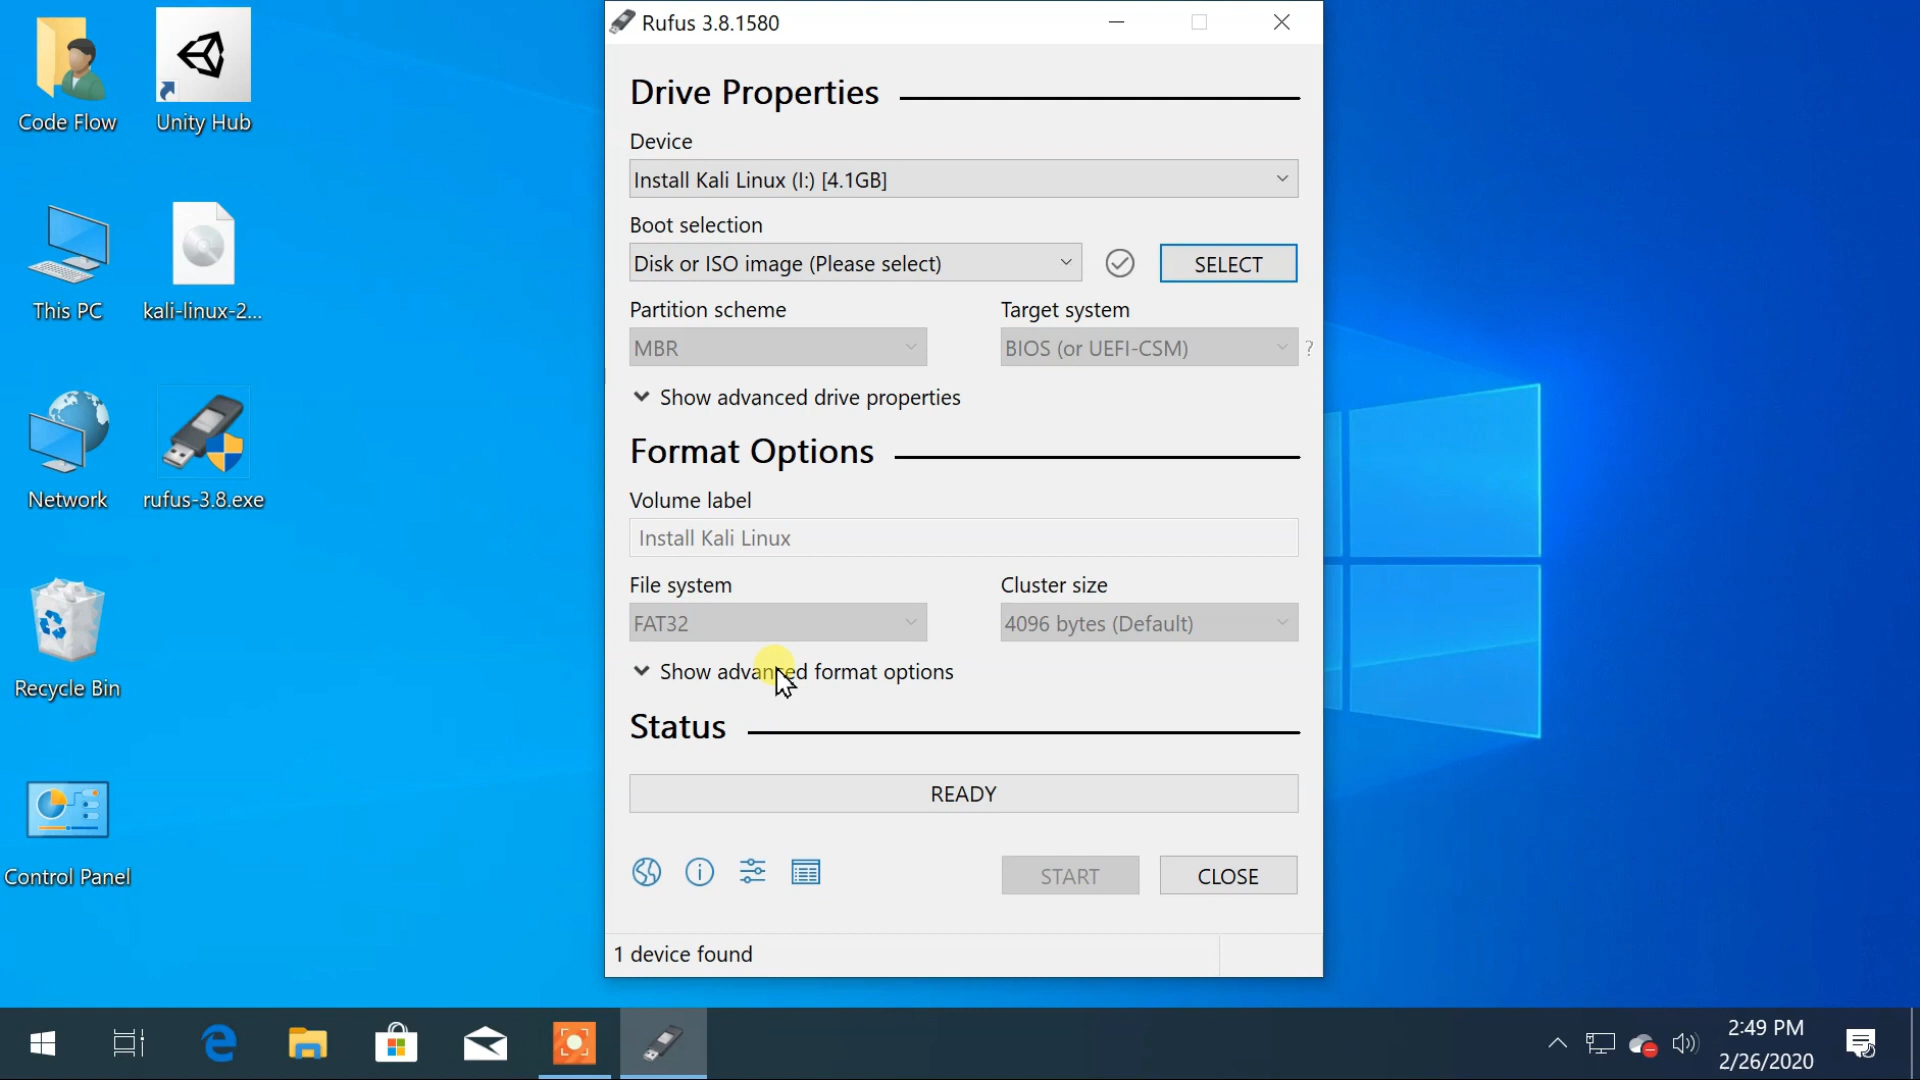 Code Flow
Unity Hub
This PC
kali-linux-2...
Network
rufus-3.8.exe
Recycle Bin
Control Panel
Rufus 3.8.1580
Drive Properties
Device
Install Kali Linux (I:) [4.1GB]
Boot selection
Disk or ISO image (Please select)
SELECT
Partition scheme
Target system
MBR
BIOS (or UEFI-CSM)
?
Show advanced drive properties
Format Options
Volume label
Install Kali Linux
File system
Cluster size
FAT32
4096 bytes (Default)
Show advanced format options
Status
READY
START
CLOSE
1 device found
2:49 PM
2/26/2020